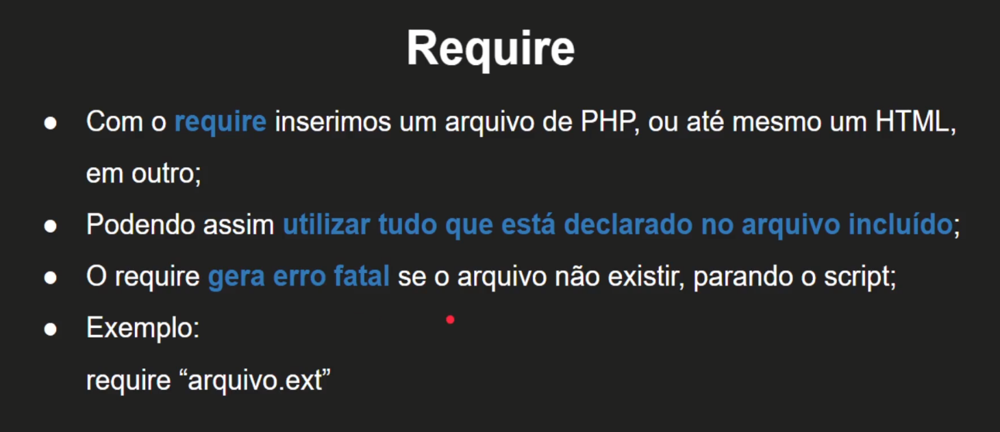 Require
● Com o require inserimos um arquivo de PHP, ou até mesmo um HTML,
em outro;
● Podendo assim utilizar tudo que está declarado no arquivo incluído;
● O require gera erro fatal se o arquivo não existir, parando o script;
● Exemplo:
require “arquivo.ext”